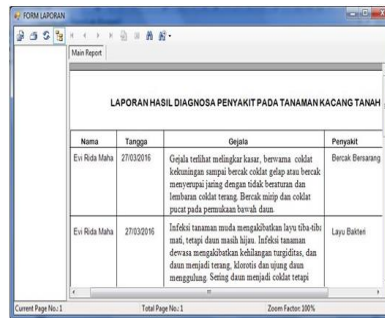 FORM LAPORAN
Main Report
LAPORAN HASIL DIAGNOSA PENYAKIT PADA TANAMAN KACANG TANAH
Nama Tangga Gejala Penyakit
Evi Rida Maha 27/03/2016 Gejala terlihat melingkar kasar, berwarna coklat Bercak Bersarang
kekuningan sampai bercak coklat gelap atau bercak
menyerupai jaring dengan tidak beraturan dan
lembaran coklat terang. Bercak mirip dan coklat
pucat pada permukaan bawah daun.
Evi Rida Maha 27/03/2016 Infeksi tanaman muda mengakibatkan layu tiba-tiba Layu Bakteri
mati, tetapi daun masih hijau. Infeksi tanaman
dewasa mengakibatkan kehilangan turgiditas, dan
daun menjadi terang, klorotis dan ujung daun
menggulung. Sering daun menjadi coklat tetapi
Current Page No.: 1 Total Page No.: 1 Zoom Factor: 100%